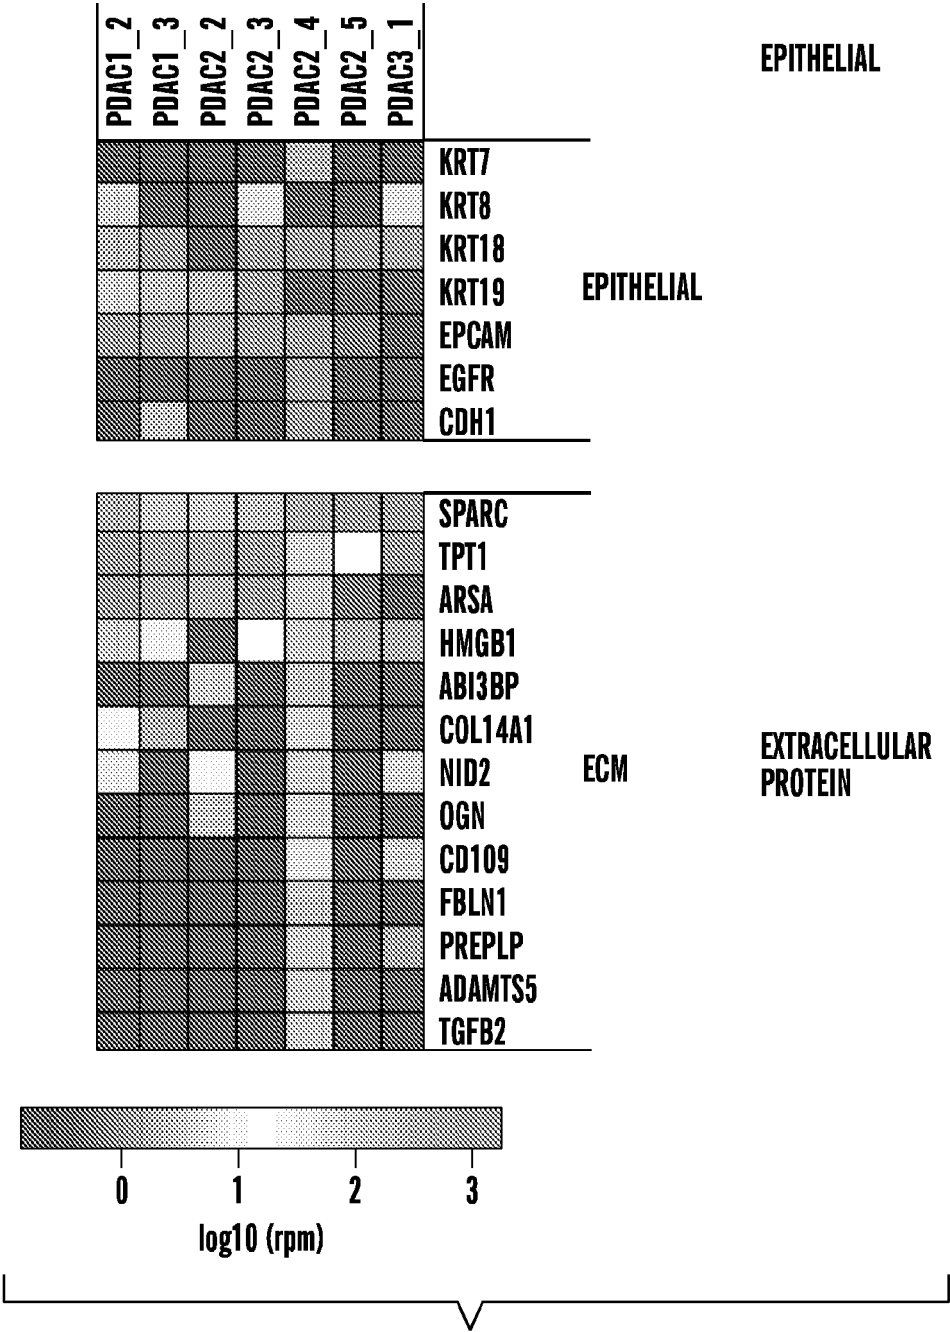 PDAC1_2
PDAC1_3
PDAC2_2
PDAC2_3
PDAC2_4
PDAC2_5
PDAC3_1
EPITHELIAL
KRT7
KRT8
KRT18
KRT19
EPCAM
EGFR
CDH1
EPITHELIAL
SPARC
TPT1
ARSA
HMGB1
ABI3BP
COL14A1
NID2
OGN
CD109
FBLN1
PREPLP
ADAMTS5
TGFB2
ECM
EXTRACELLULAR
PROTEIN
0 1 2 3
log10 (rpm)